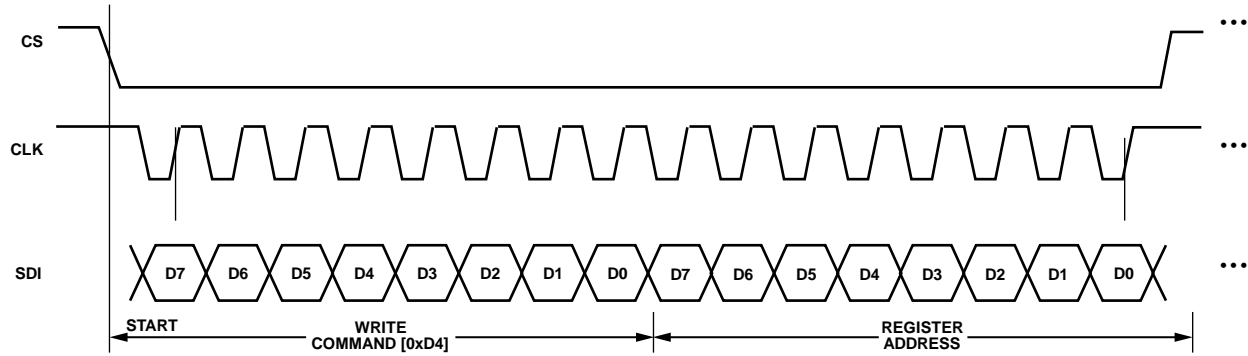 CS
•••
CLK
•••
SDI
D7 D6 D5 D4 D3 D2 D1 D0 D7 D6 D5 D4 D3 D2 D1 D0
•••
START
WRITE
COMMAND [0xD4]
REGISTER
ADDRESS